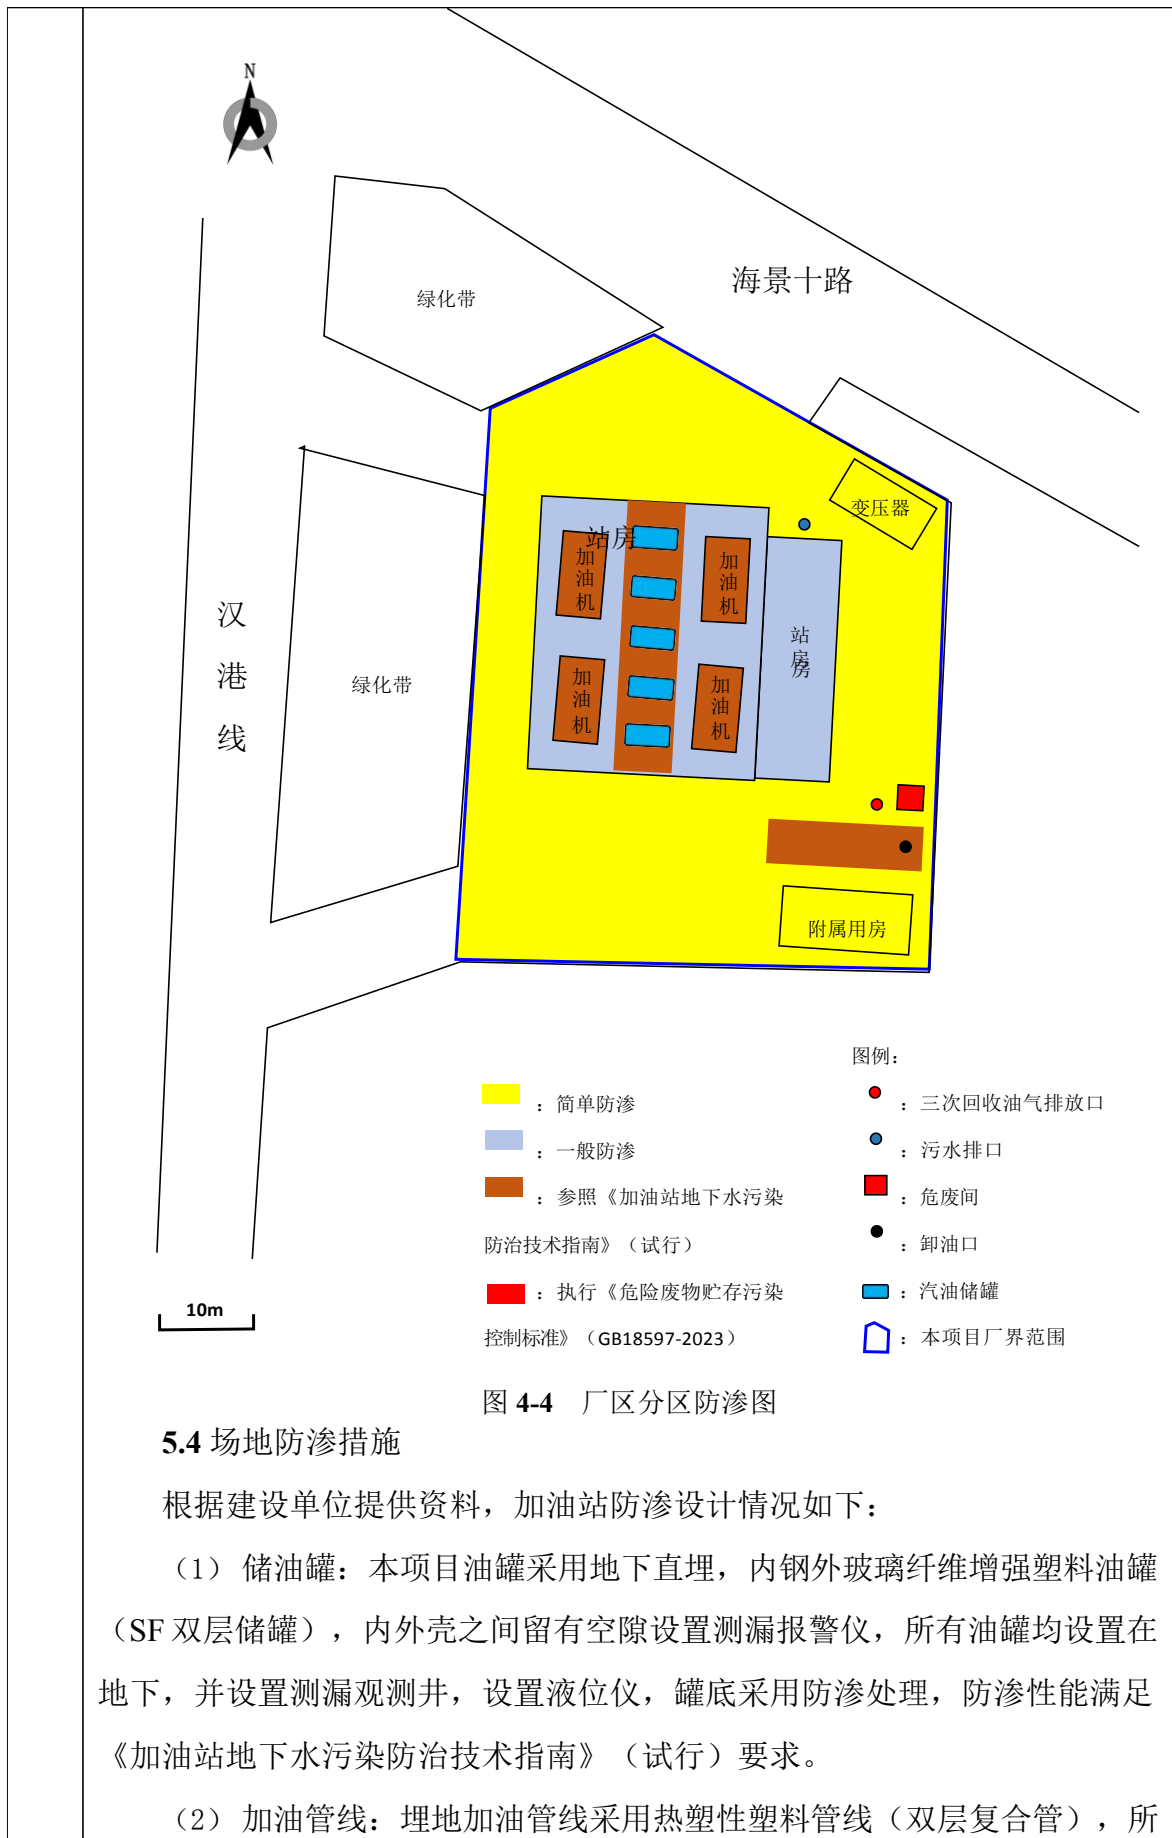 N
海景十路
绿化带
变压器
站房
加油机
加油机
站房
房
汉港线
绿化带
加油机
加油机
附属用房
图例：
：简单防渗
：三次回收油气排放口
：一般防渗
：污水排口
：参照《加油站地下水污染
防治技术指南》（试行）
：危废间
：卸油口
：执行《危险废物贮存污染
控制标准》（GB18597-2023）
：汽油储罐
：本项目厂界范围
10m
图 4-4 厂区分区防渗图
5.4 场地防渗措施
根据建设单位提供资料，加油站防渗设计情况如下：
（1） 储油罐：本项目油罐采用地下直埋，内钢外玻璃纤维增强塑料油罐
（SF 双层储罐），内外壳之间留有空隙设置测漏报警仪，所有油罐均设置在
地下，并设置测漏观测井，设置液位仪，罐底采用防渗处理，防渗性能满足
《加油站地下水污染防治技术指南》（试行）要求。
（2） 加油管线：埋地加油管线采用热塑性塑料管线（双层复合管），所